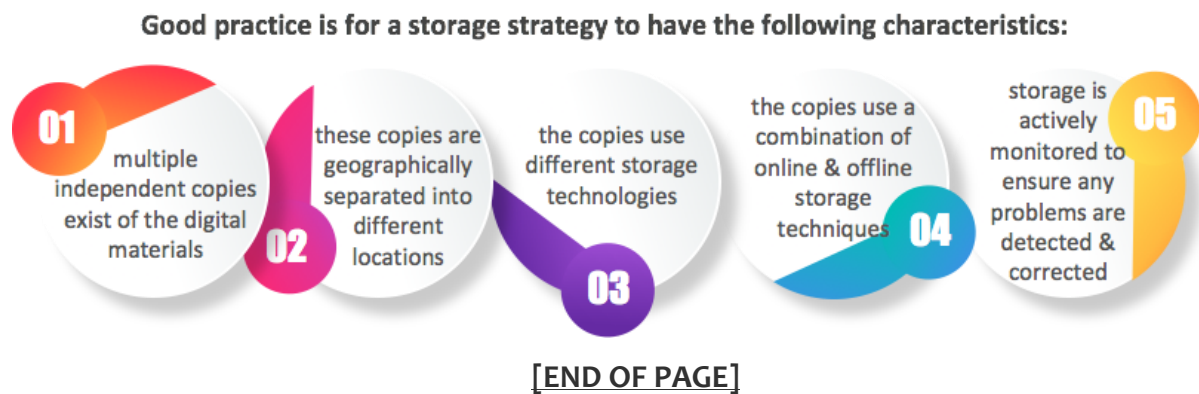 Good practice is for a storage strategy to have the following characteristics:
01
multiple
independent copies
exist of the digital
materials
02
these copies are
geographically
separated into
different
locations
03
the copies use
different storage
technologies
04
the copies use a
combination of
online & offline
storage
techniques
05
storage is
actively
monitored to
ensure any
problems are
detected &
corrected
[END OF PAGE]